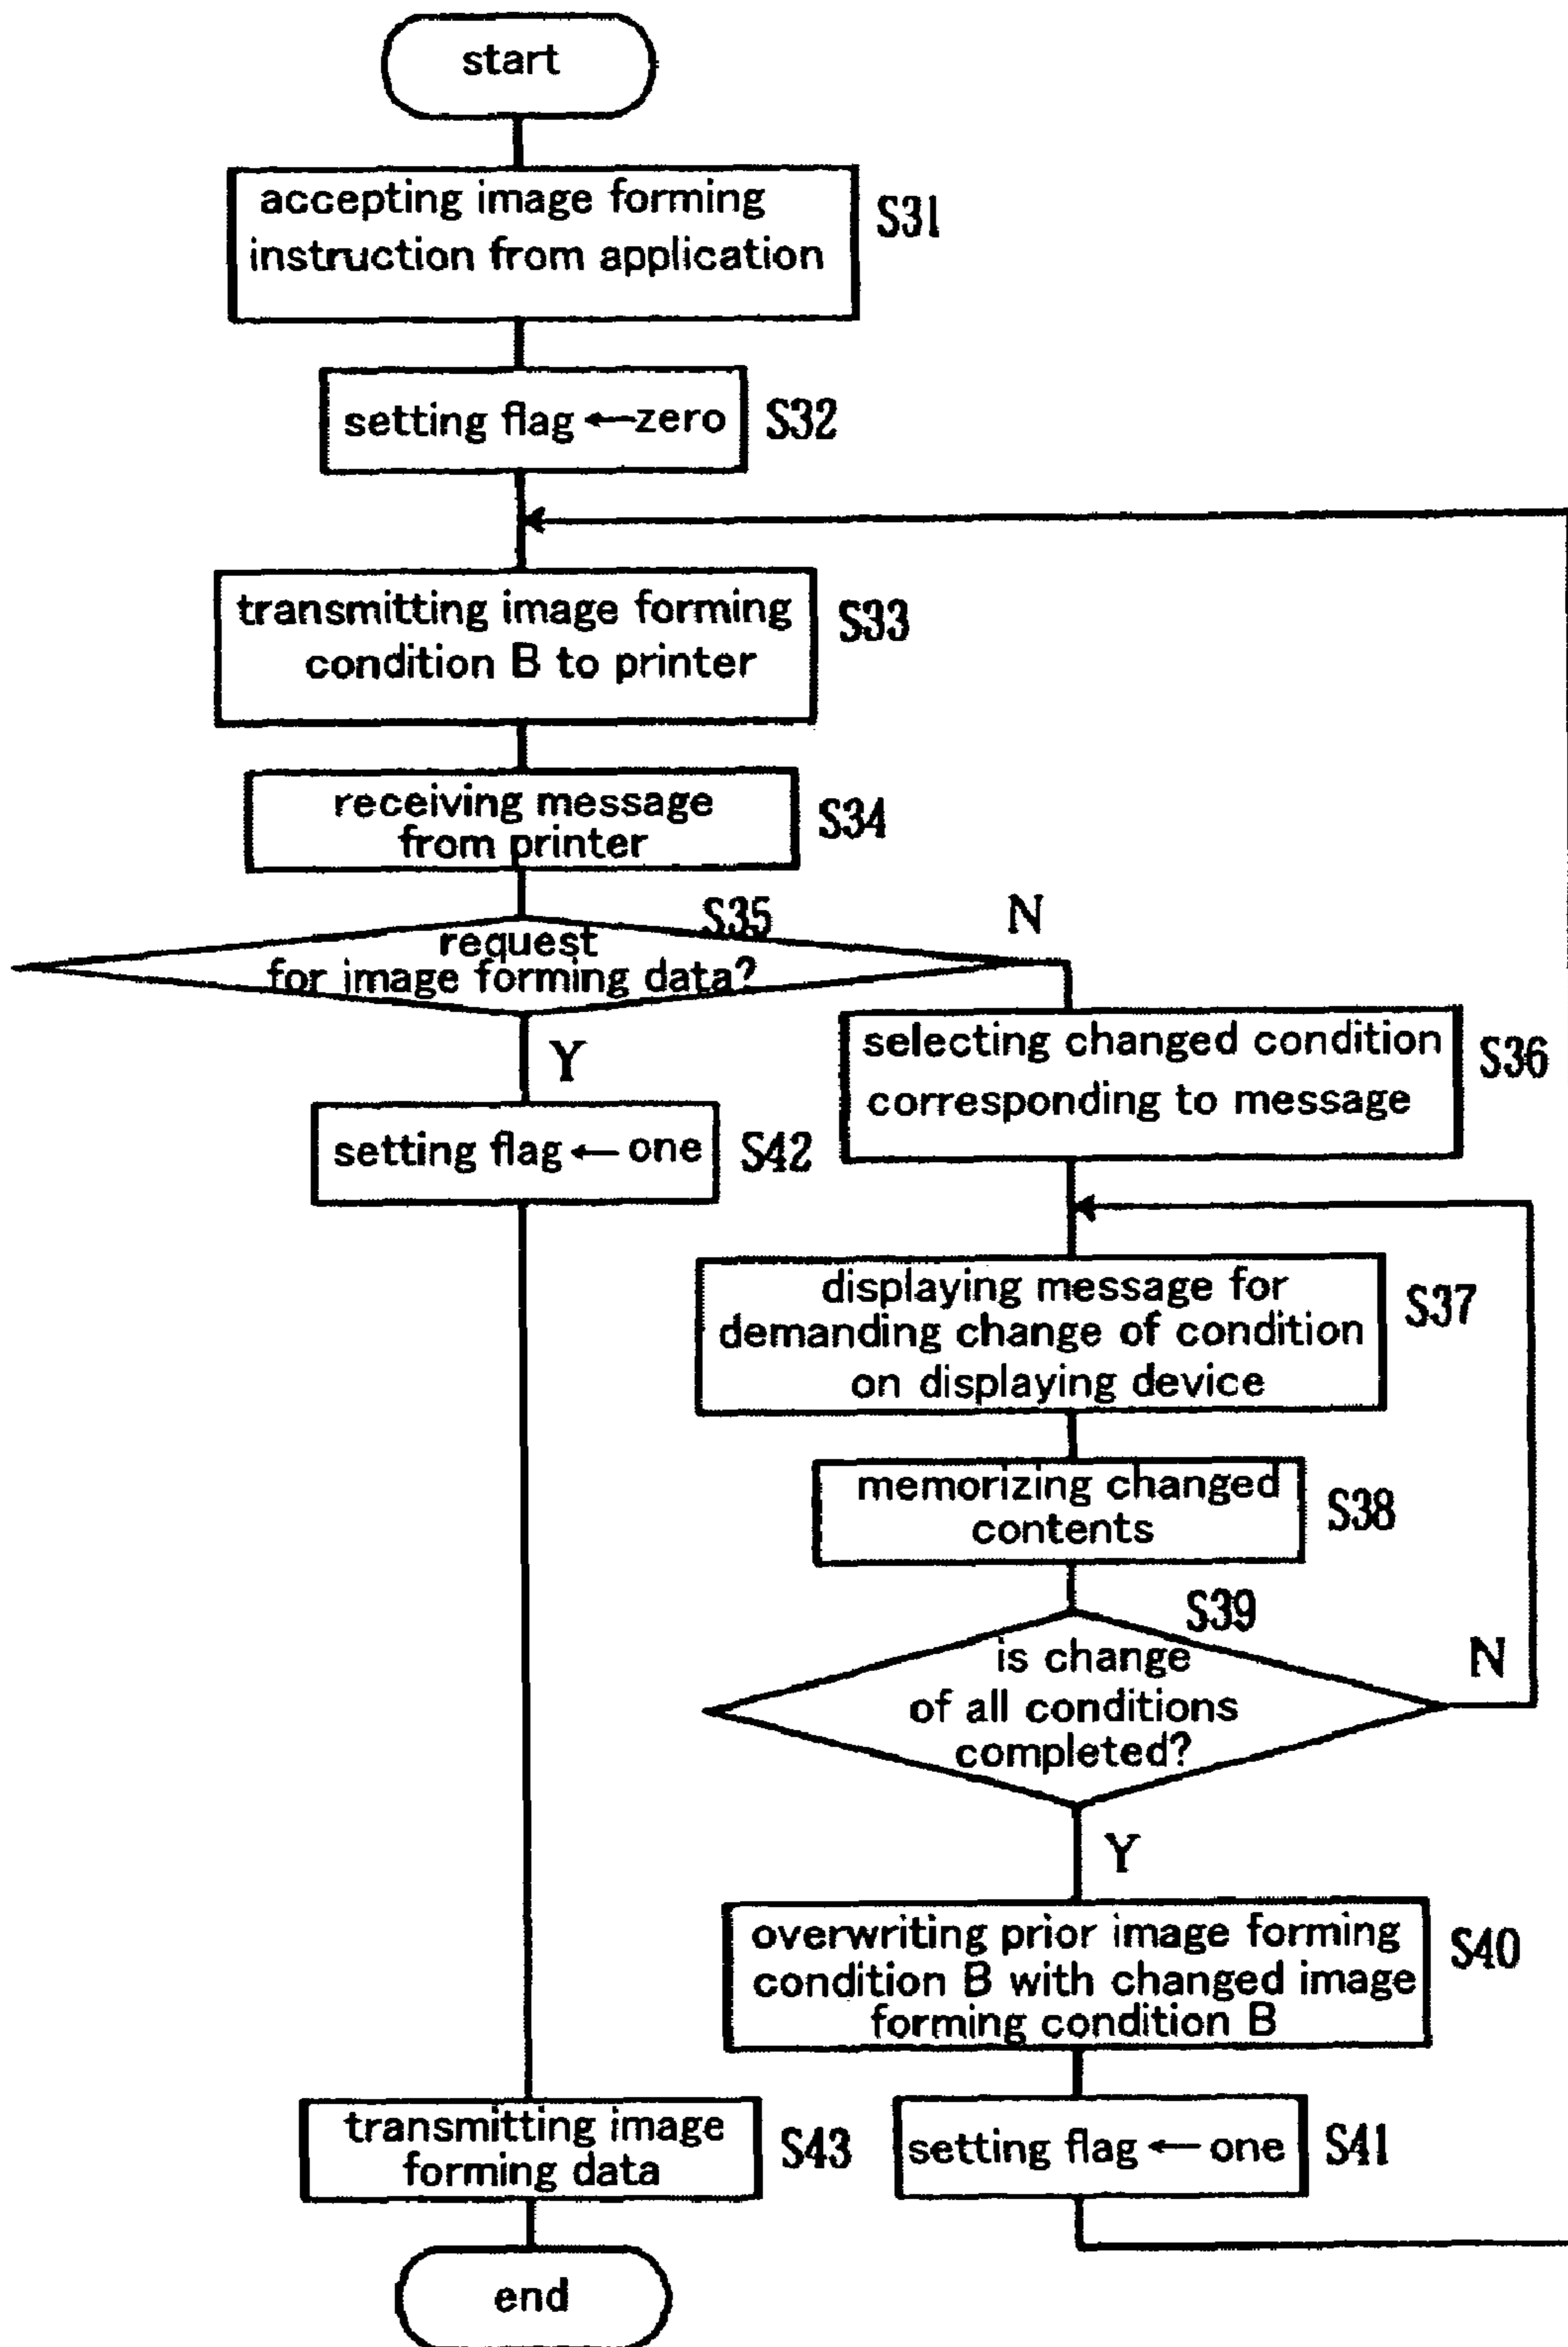 start
accepting image forming
instruction from application
S31
setting flag ←zero
S32
transmitting image forming
condition B to printer
S33
receiving message
from printer
S34
S35
request
for image forming data?
N
Y
selecting changed condition
corresponding to message
S36
setting flag ← one
S42
displaying message for
demanding change of condition
on displaying device
S37
memorizing changed
contents
S38
S39
is change
of all conditions
completed?
N
Y
overwriting prior image forming
condition B with changed image
forming condition B
S40
transmitting image
forming data
S43
setting flag ← one
S41
end